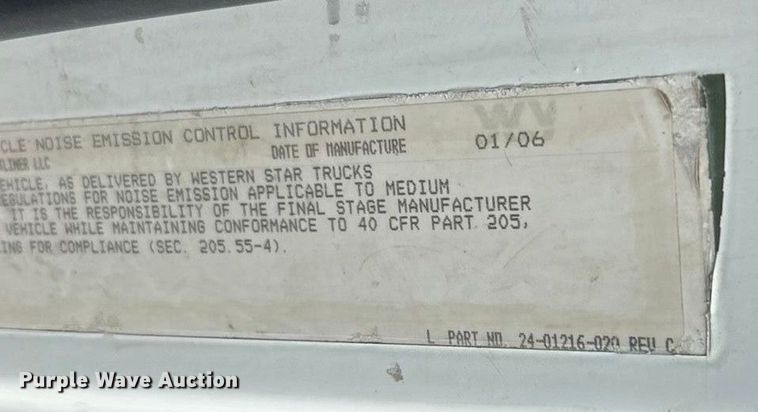 CLE NOISE EMISSION CONTROL INFORMATION
LINER LLC
DATE OF MANUFACTURE 01/06
EHICLE, AS DELIVERED BY WESTERN STAR TRUCKS
EGULATIONS FOR NOISE EMISSION APPLICABLE TO MEDIUM
IT IS THE RESPONSIBILITY OF THE FINAL STAGE MANUFACTURER
VEHICLE WHILE MAINTAINING CONFORMANCE TO 40 CFR PART 205,
ING FOR COMPLIANCE (SEC. 205.55-4).
L PART NO. 24-01216-020 REV C
Purple Wave Auction